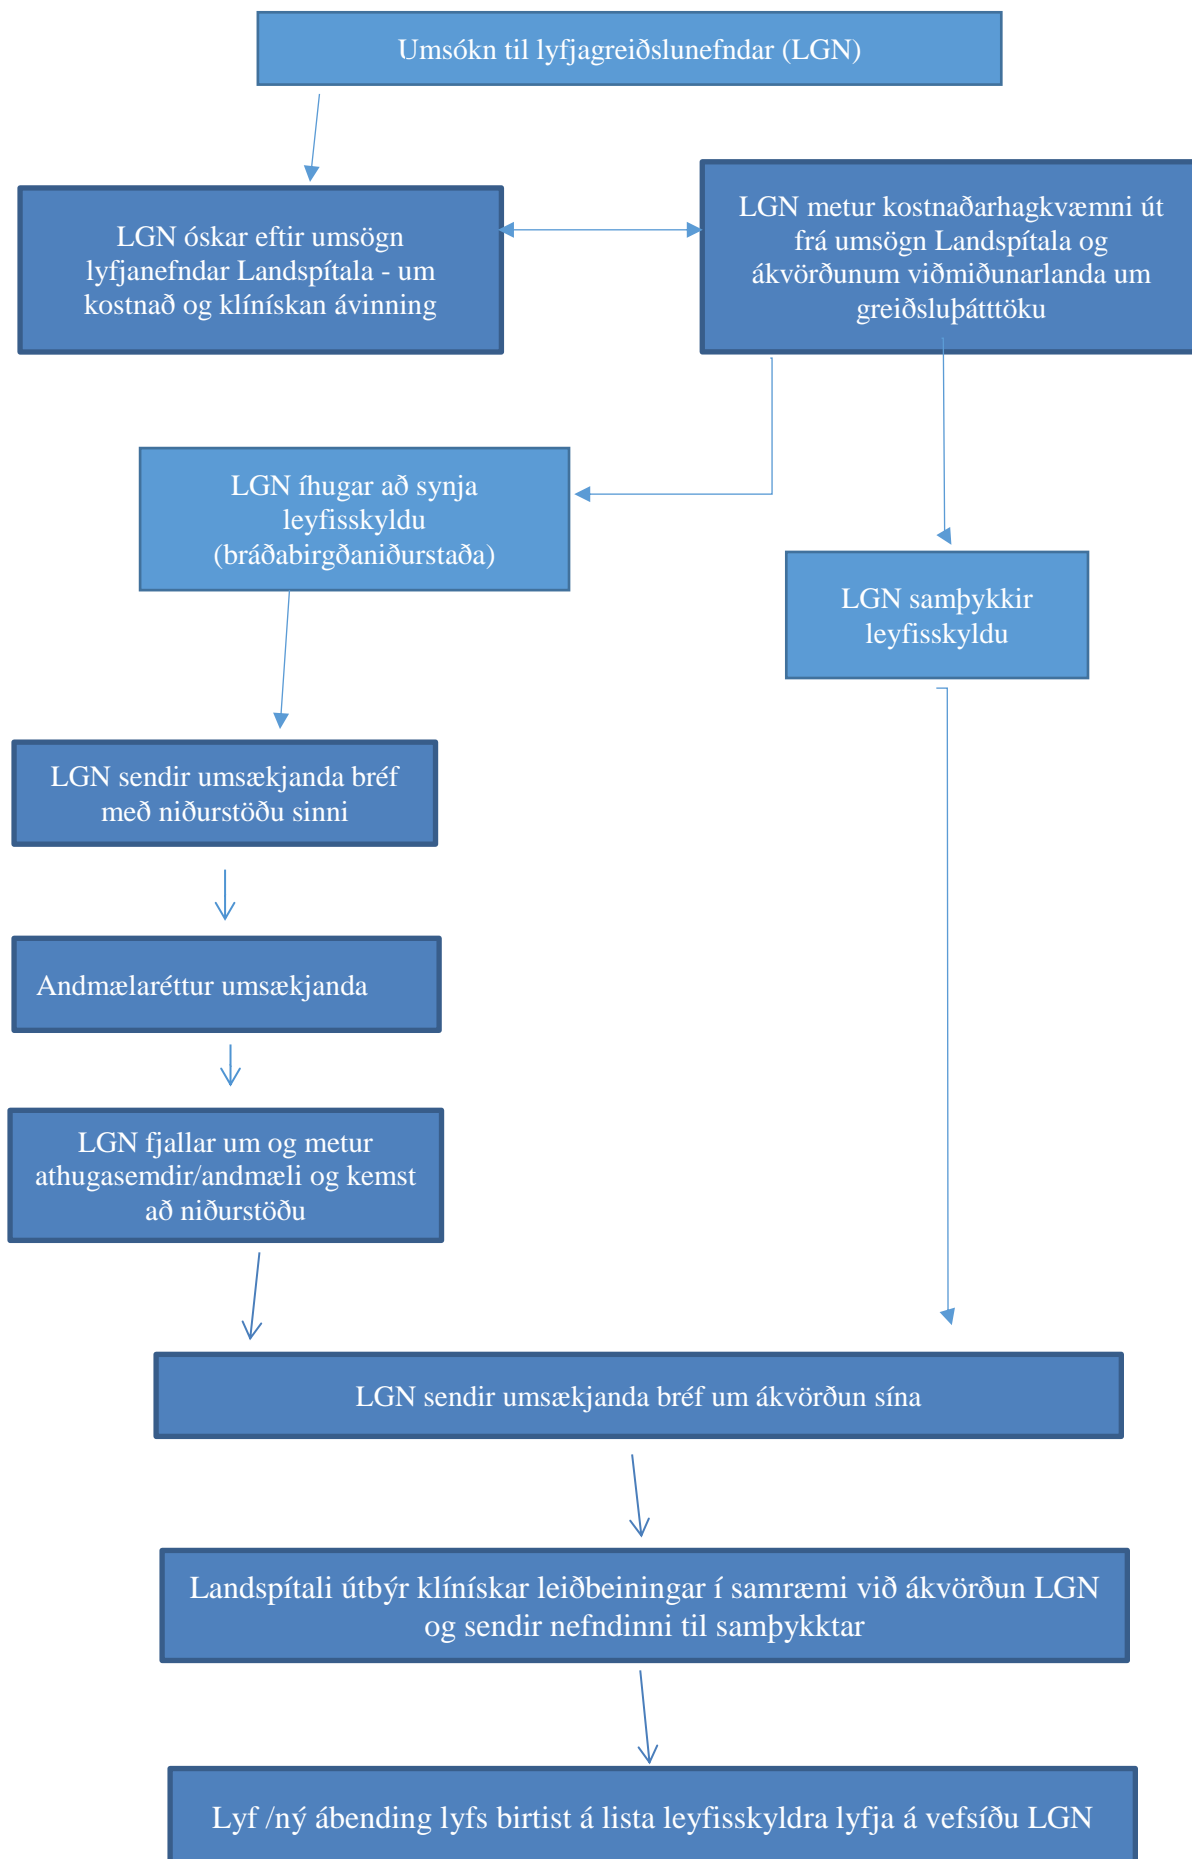 Umsókn til lyfjagreiðslunefndar (LGN)
LGN óskar eftir umsögn
lyfjanefndar Landspítala - um
kostnað og klínískan ávinning
LGN metur kostnaðarhagkvæmni út
frá umsögn Landspítala og
ákvörðunum viðmiðunarlanda um
greiðsluþátttöku
LGN íhugar að synja
leyfisskyldu
(bráðabirgðaniðurstaða)
LGN samþykkir
leyfisskyldu
LGN sendir umsækjanda bréf
með niðurstöðu sinni
Andmælaréttur umsækjanda
LGN fjallar um og metur
athugasemdir/andmæli og kemst
að niðurstöðu
LGN sendir umsækjanda bréf um ákvörðun sína
Landspítali útbýr klínískar leiðbeiningar í samræmi við ákvörðun LGN
og sendir nefndinni til samþykktar
Lyf /ný ábending lyfs birtist á lista leyfisskyldra lyfja á vefsíðu LGN